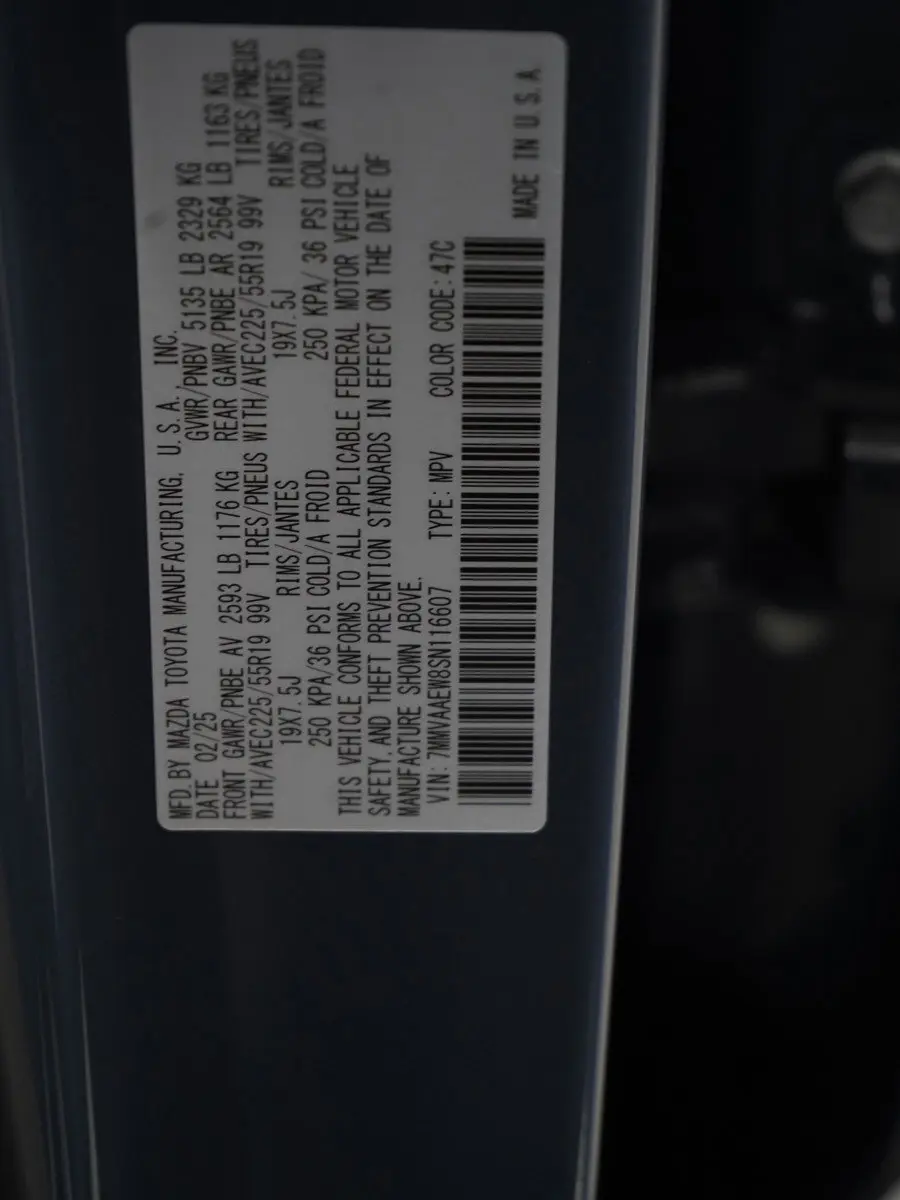 MFD. BY MAZDA TOYOTA MANUFACTURING, U.S.A., INC.
DATE 02/25 GVWR/PNBV 5135 LB 2329 KG
FRONT GAWR/PNBE AV 2593 LB 1176 KG REAR GAWR/PNBE AR 2564 LB 1163 KG
WITH/AVEC225/55R19 99V TIRES/PNEUS WITH/AVEC225/55R19 99V TIRES/PNEUS
19X7.5J RIMS/JANTES 19X7.5J RIMS/JANTES
250 KPA/36 PSI COLD/A FROID 250 KPA/ 36 PSI COLD/A FROID
THIS VEHICLE CONFORMS TO ALL APPLICABLE FEDERAL MOTOR VEHICLE
SAFETY, AND THEFT PREVENTION STANDARDS IN EFFECT ON THE DATE OF
MANUFACTURE SHOWN ABOVE.
VIN: 7MMVAAEW8SN116607 TYPE: MPV COLOR CODE:47C
MADE IN U.S.A